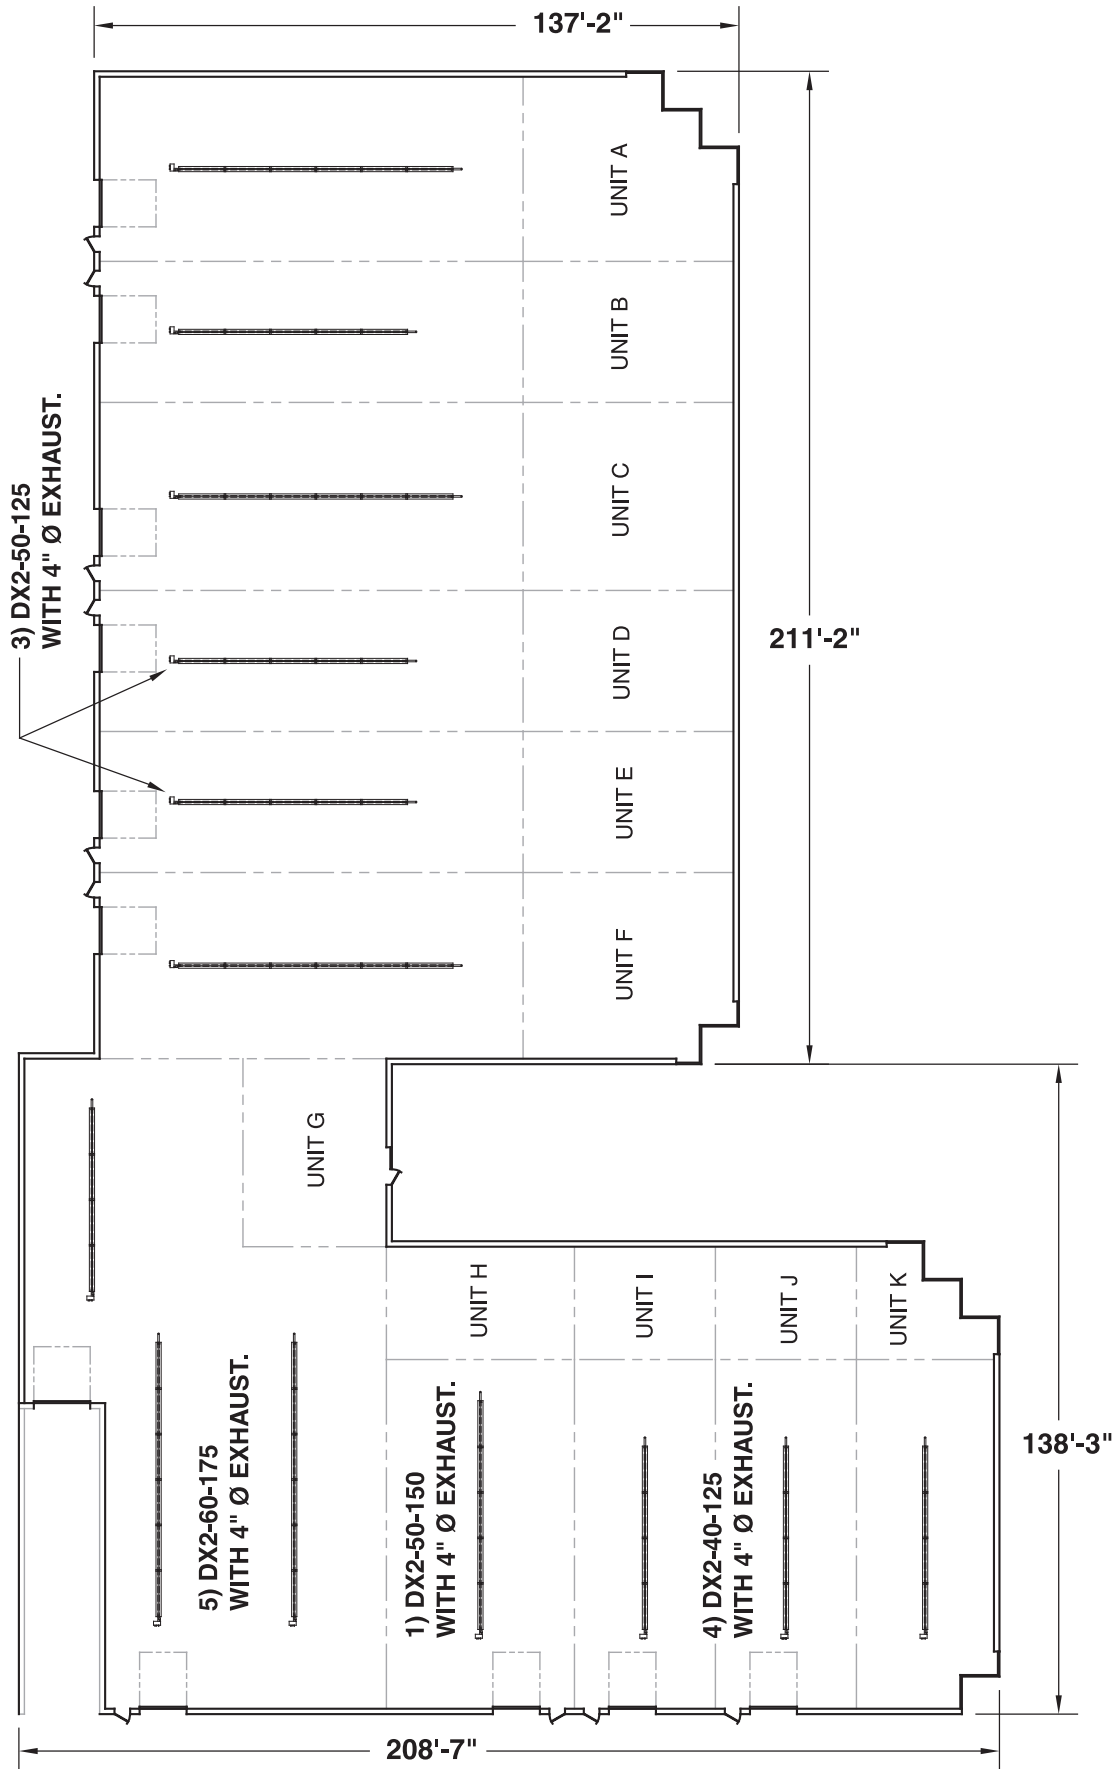 137'-2"
UNIT A
UNIT B
3) DX2-50-125
WITH 4" Ø EXHAUST.
UNIT C
UNIT D
211'-2"
UNIT E
UNIT F
UNIT G
UNIT H
UNIT I
UNIT J
UNIT K
5) DX2-60-175
WITH 4" Ø EXHAUST.
1) DX2-50-150
WITH 4" Ø EXHAUST.
4) DX2-40-125
WITH 4" Ø EXHAUST.
138'-3"
208'-7"